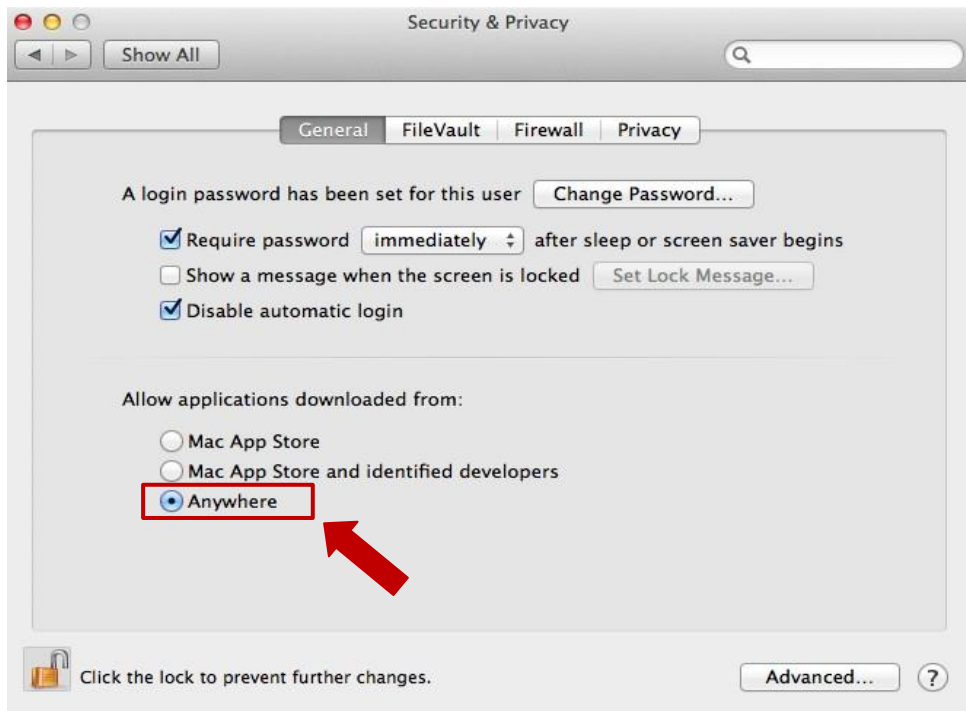 Security & Privacy
Show All
General FileVault Firewall Privacy
A login password has been set for this user Change Password...
Require password immediately after sleep or screen saver begins
Show a message when the screen is locked Set Lock Message...
Disable automatic login
Allow applications downloaded from:
Mac App Store
Mac App Store and identified developers
Anywhere
Click the lock to prevent further changes. Advanced... ?